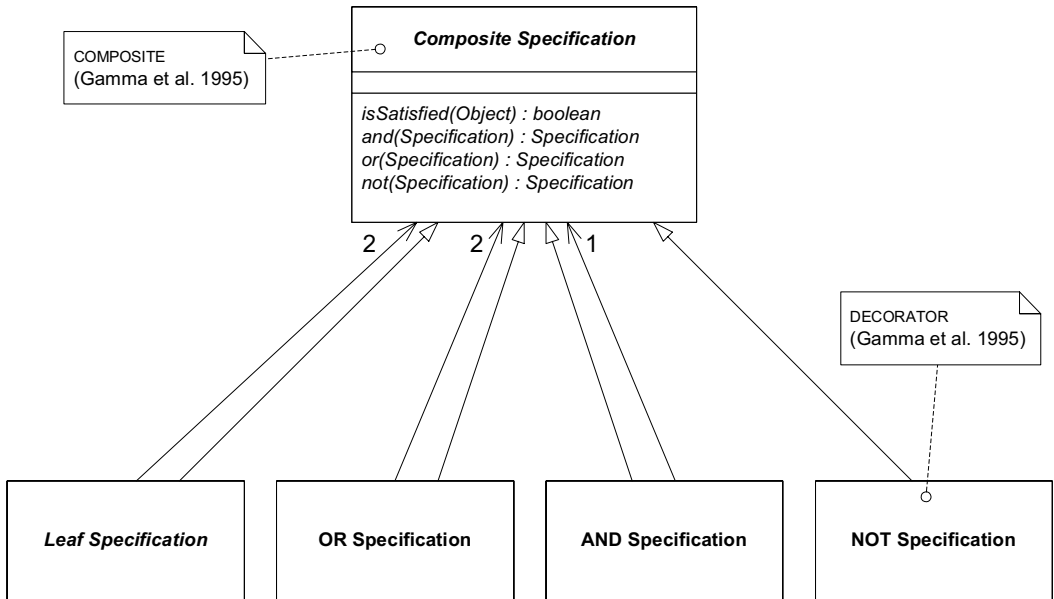 Composite Specification
COMPOSITE
(Gamma et al. 1995)
isSatisfied(Object) : boolean
and(Specification) : Specification
or(Specification) : Specification
not(Specification) : Specification
2
2
1
DECORATOR
(Gamma et al. 1995)
Leaf Specification
OR Specification
AND Specification
NOT Specification